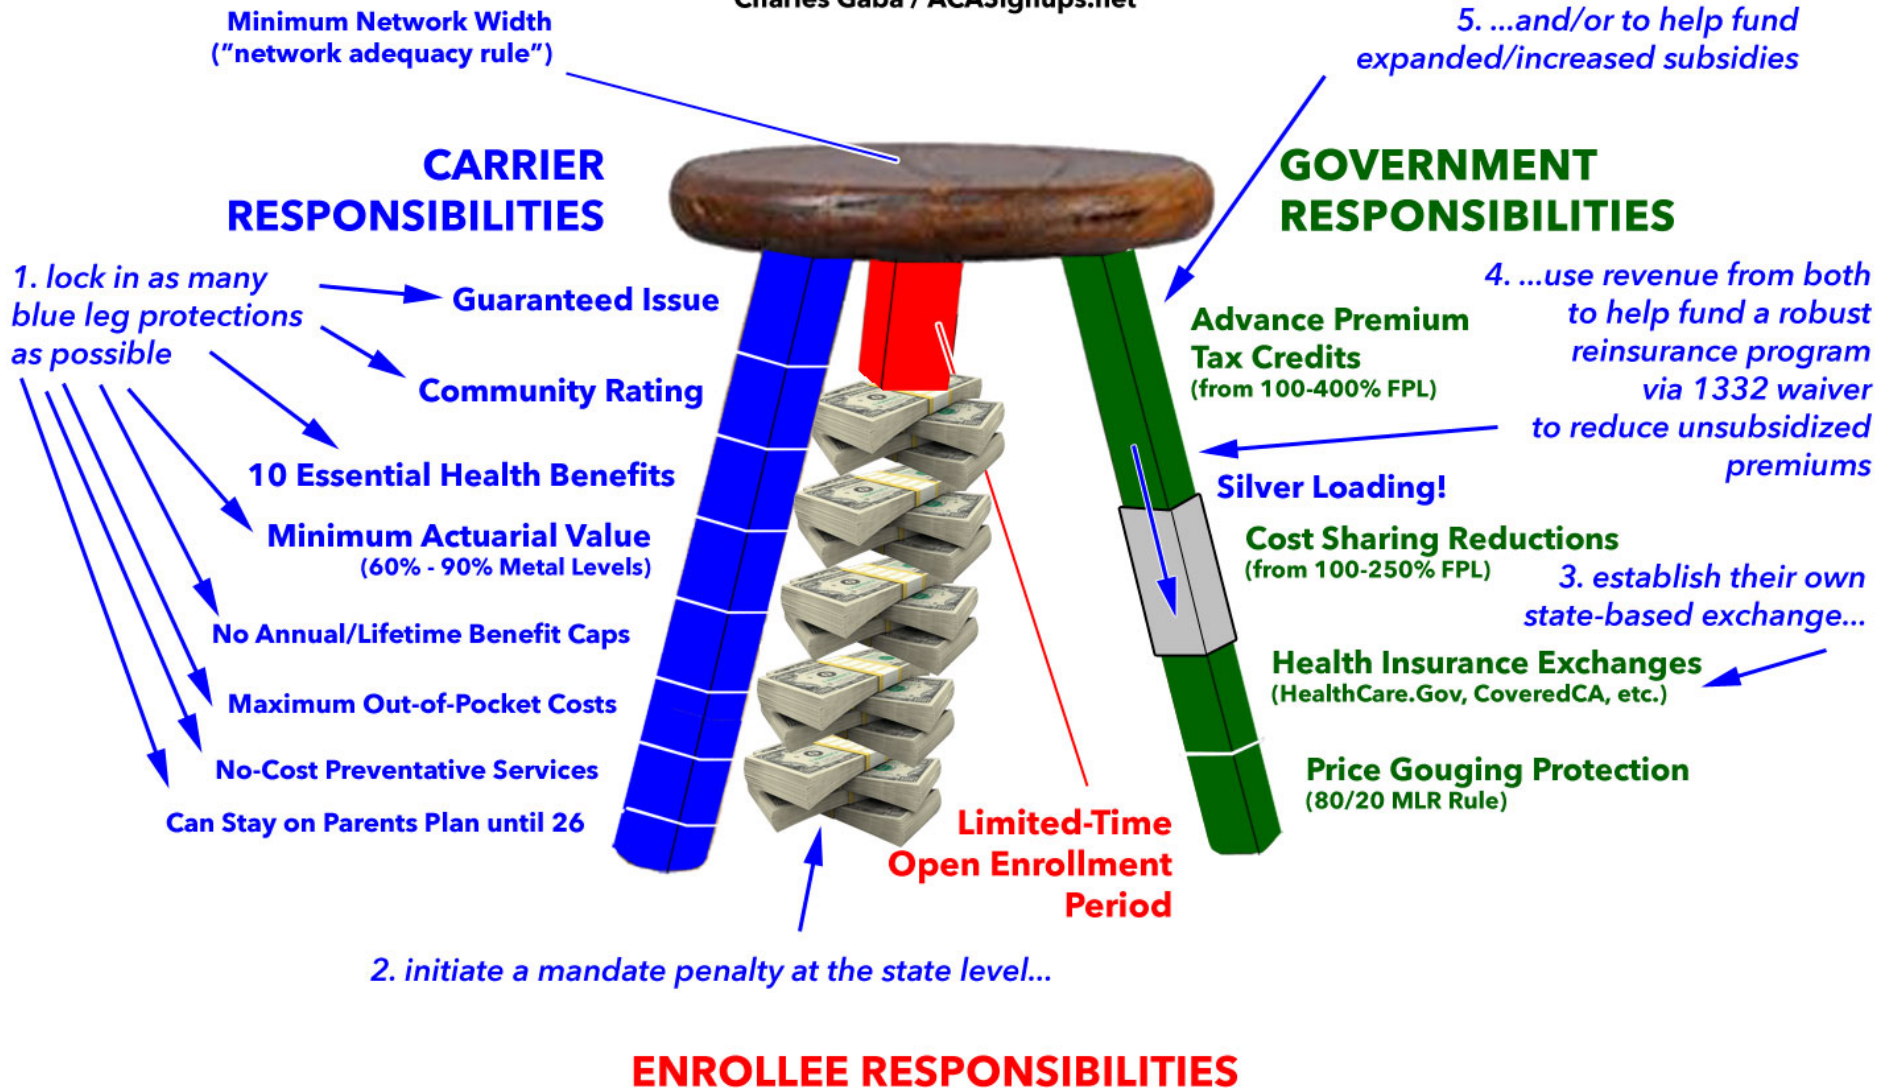 Charles Gaba / ACASignups.net
Minimum Network Width
("network adequacy rule")
5. ...and/or to help fund
expanded/increased subsidies
CARRIER
RESPONSIBILITIES
GOVERNMENT
RESPONSIBILITIES
1. lock in as many
blue leg protections
as possible
Guaranteed Issue
Community Rating
10 Essential Health Benefits
Minimum Actuarial Value
(60% - 90% Metal Levels)
No Annual/Lifetime Benefit Caps
Maximum Out-of-Pocket Costs
No-Cost Preventative Services
Can Stay on Parents Plan until 26
4. ...use revenue from both
to help fund a robust
reinsurance program
via 1332 waiver
to reduce unsubsidized
premiums
Advance Premium
Tax Credits
(from 100-400% FPL)
Silver Loading!
Cost Sharing Reductions
(from 100-250% FPL)
3. establish their own
state-based exchange...
Health Insurance Exchanges
(HealthCare.Gov, CoveredCA, etc.)
Price Gouging Protection
(80/20 MLR Rule)
Limited-Time
Open Enrollment
Period
2. initiate a mandate penalty at the state level...
ENROLLEE RESPONSIBILITIES